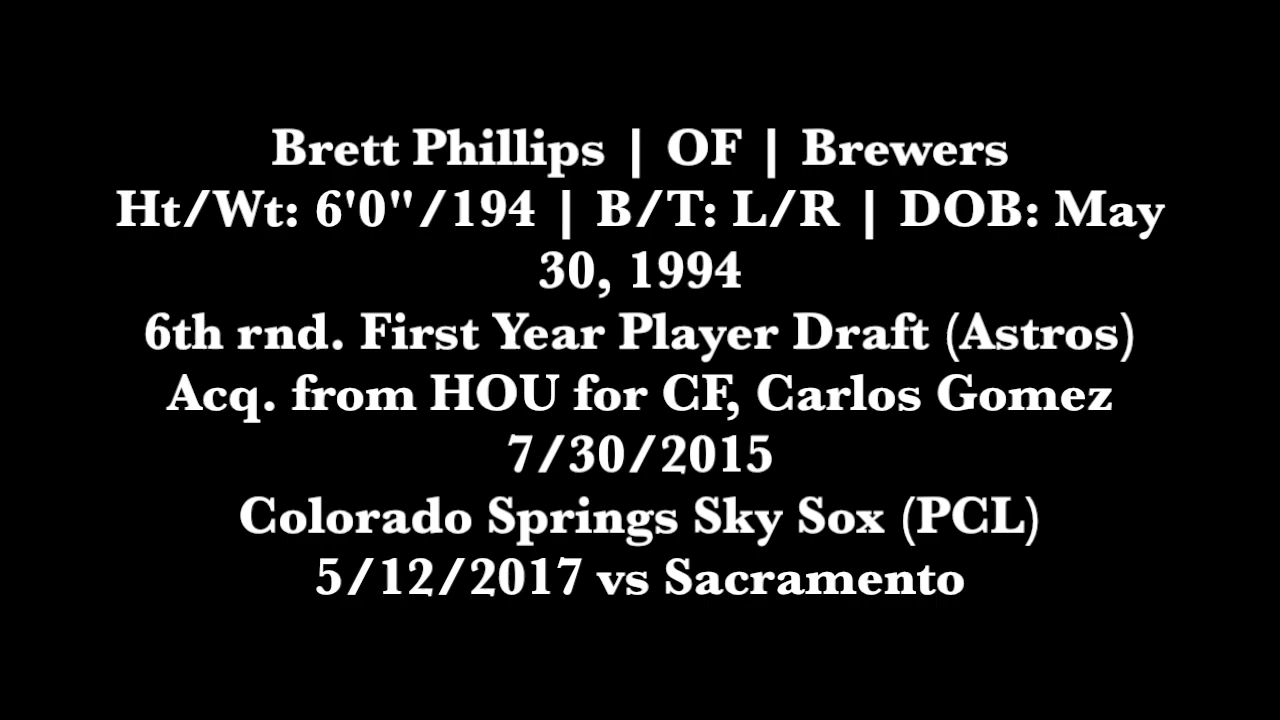 Brett Phillips | OF | Brewers
Ht/Wt: 6'0"/194 | B/T: L/R | DOB: May
30, 1994
6th rnd. First Year Player Draft (Astros)
Acq. from HOU for CF, Carlos Gomez
7/30/2015
Colorado Springs Sky Sox (PCL)
5/12/2017 vs Sacramento